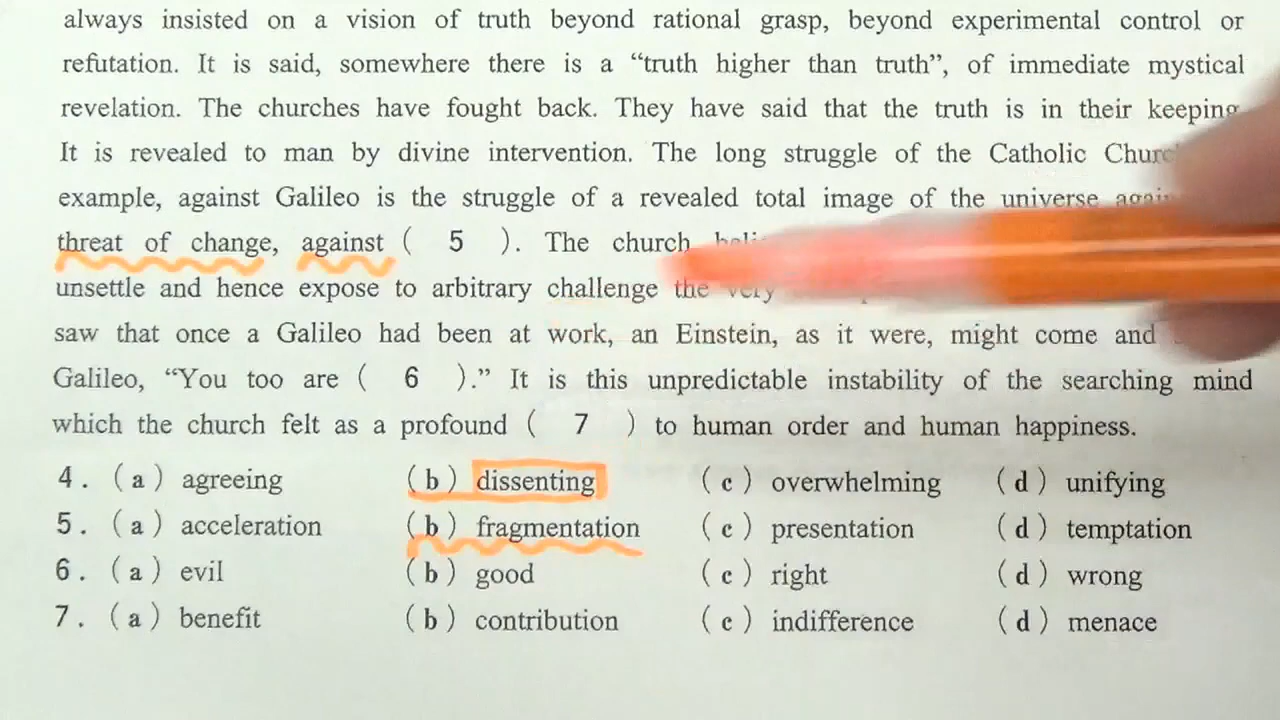 always insisted on a vision of truth beyond rational grasp, beyond experimental control or
refutation. It is said, somewhere there is a “truth higher than truth”, of immediate mystical
revelation. The churches have fought back. They have said that the truth is in their keeping
It is revealed to man by divine intervention. The long struggle of the Catholic
example, against Galileo is the struggle of a revealed total image of the universe
threat of change, against ( 5 ). The church
unsettle and hence expose to arbitrary challenge the very
saw that once a Galileo had been at work, an Einstein, as it were, might come and
Galileo, “You too are ( 6 ).” It is this unpredictable instability of the searching mind
which the church felt as a profound ( 7 ) to human order and human happiness.
4. (a) agreeing (b) dissenting (c) overwhelming (d) unifying
5. (a) acceleration (b) fragmentation (c) presentation (d) temptation
6. (a) evil (b) good (c) right (d) wrong
7. (a) benefit (b) contribution (c) indifference (d) menace